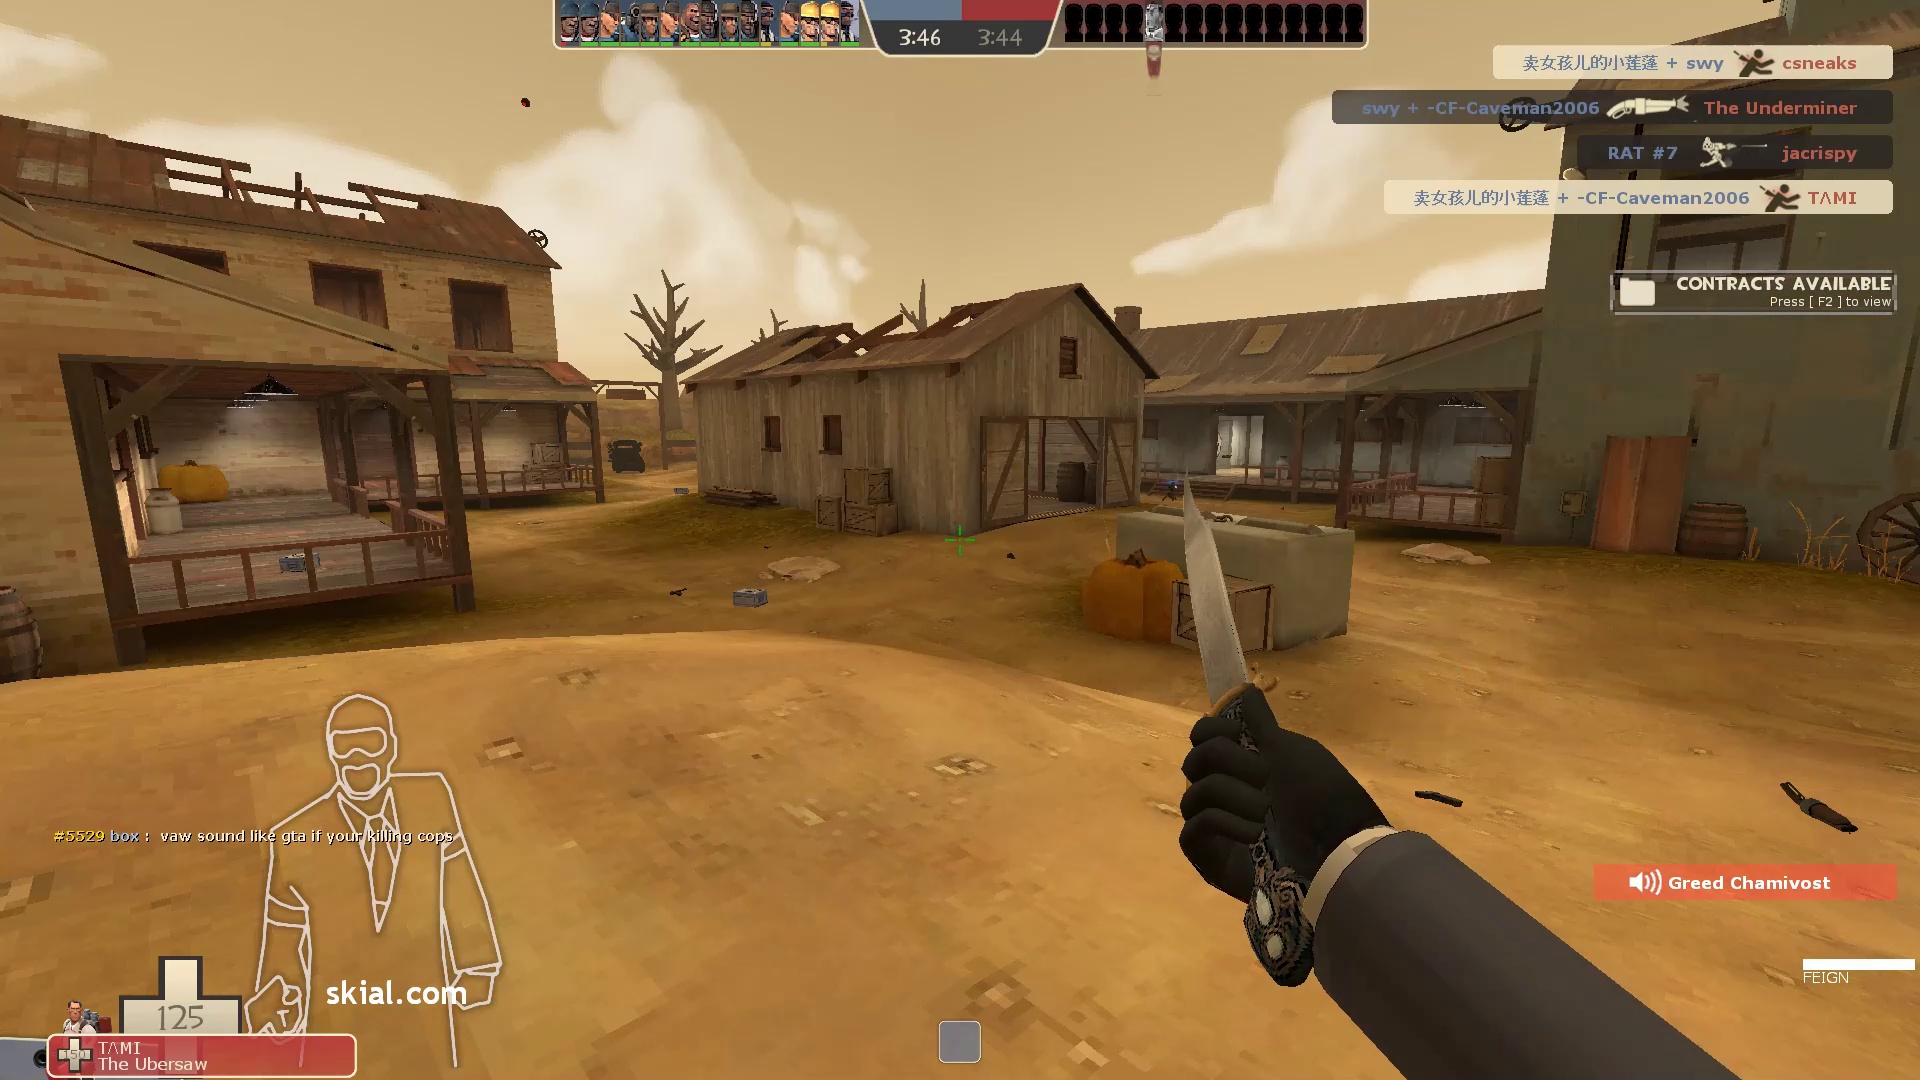 3:46 3:44
卖女孩儿的小莲蓬 + swy csneaks
swy + -CF-Caveman2006 The Underminer
RAT #7 jacrispy
卖女孩儿的小莲蓬 + -CF-Caveman2006 TΛMI
CONTRACTS AVAILABLE
Press [ F2 ] to view
#5529 box : vaw sound like gta if your killing cops
Greed Chamivost
FEIGN
skial.com
125
150
TΛMI
The Ubersaw